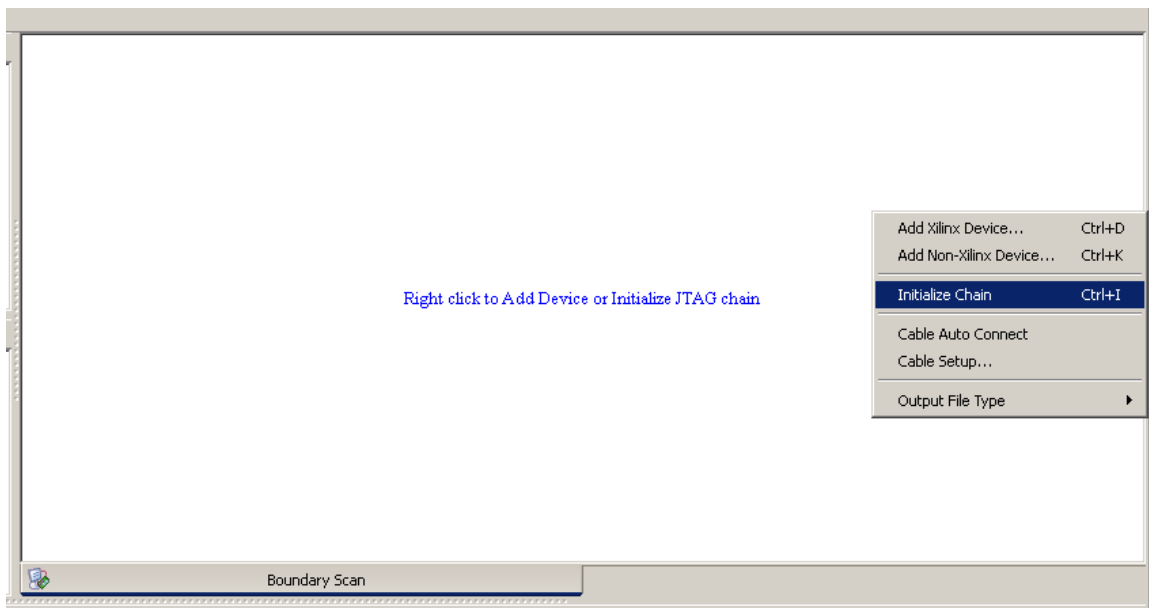 Add Xilinx Device... Ctrl+D
Add Non-Xilinx Device... Ctrl+K
Right click to Add Device or Initialize JTAG chain
Initialize Chain Ctrl+I
Cable Auto Connect
Cable Setup...
Output File Type
Boundary Scan